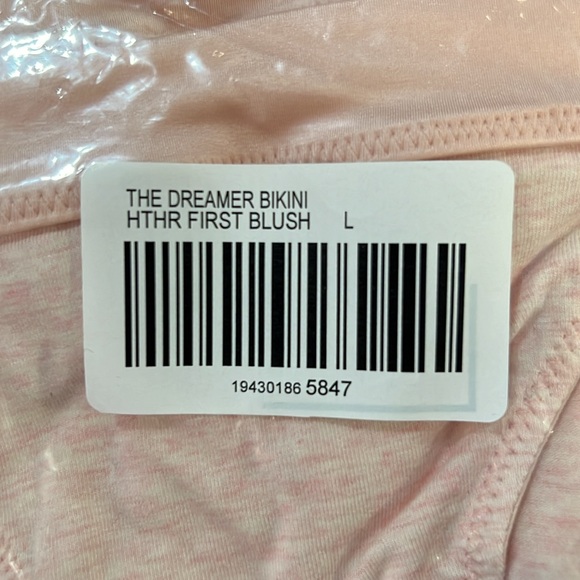 THE DREAMER BIKINI
HTHR FIRST BLUSH L
19430186 5847